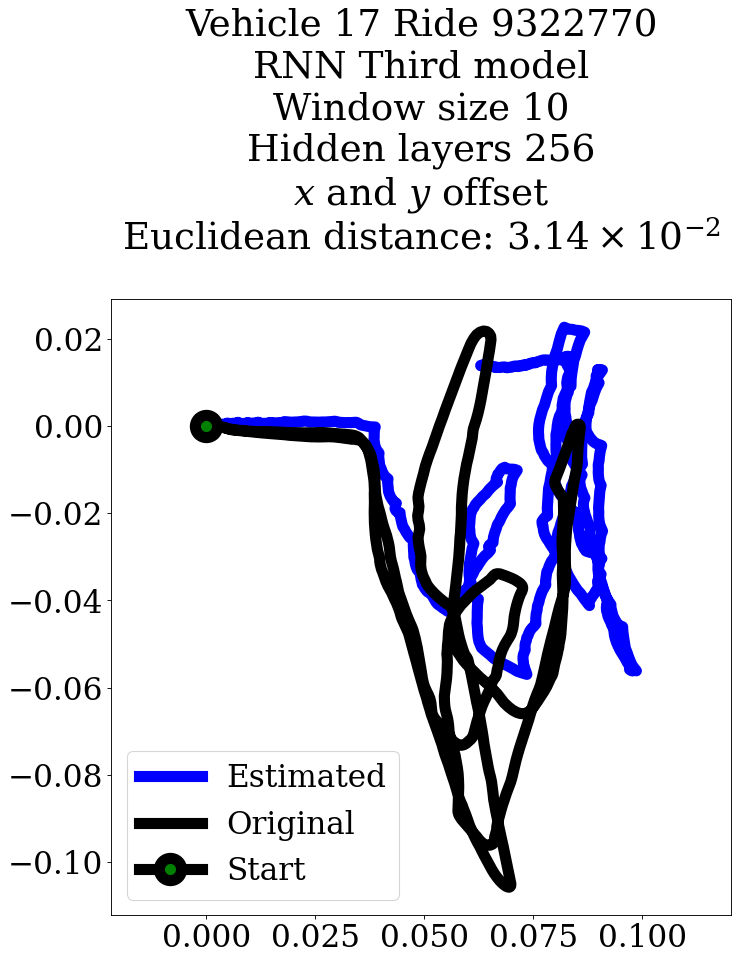 Vehicle 17 Ride 9322770
RNN Third model
Window size 10
Hidden layers 256
x and y offset
Euclidean distance: 3.14 × 10⁻²
0.02
0.00
−0.02
−0.04
−0.06
−0.08
−0.10
Estimated
Original
Start
0.000 0.025 0.050 0.075 0.100